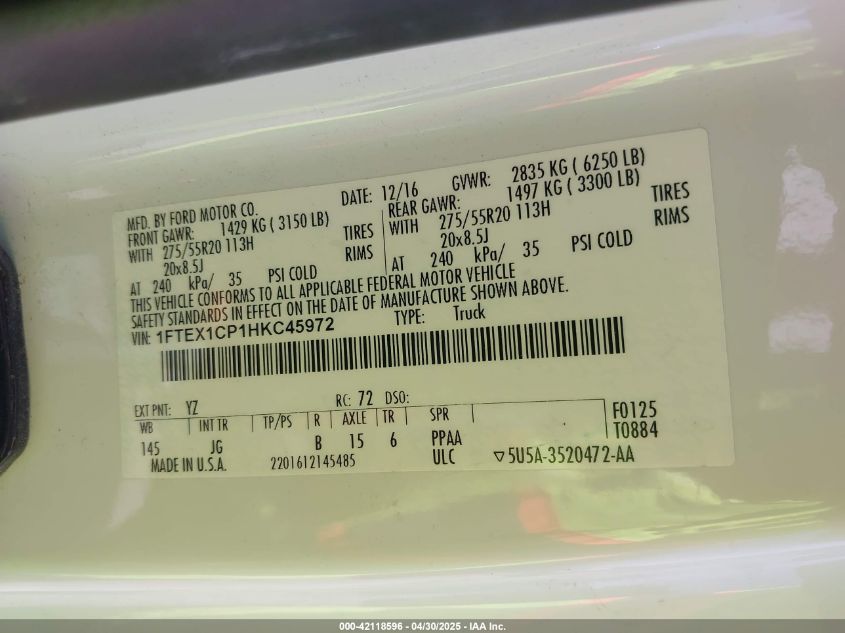 MFD. BY FORD MOTOR CO. DATE: 12/16 GVWR: 2835 KG ( 6250 LB)
FRONT GAWR: 1429 KG ( 3150 LB) REAR GAWR: 1497 KG ( 3300 LB)
WITH 275/55R20 113H TIRES WITH 275/55R20 113H TIRES
20x8.5J RIMS 20x8.5J RIMS
AT 240 kPa/ 35 PSI COLD AT 240 kPa/ 35 PSI COLD
THIS VEHICLE CONFORMS TO ALL APPLICABLE FEDERAL MOTOR VEHICLE
SAFETY STANDARDS IN EFFECT ON THE DATE OF MANUFACTURE SHOWN ABOVE.
VIN: 1FTEX1CP1HKC45972 TYPE: Truck
EXT PNT: YZ RC: 72 DSO:
WB INT TR TP/PS R AXLE TR SPR F0125
145 JG B 15 6 PPAA T0884
MADE IN U.S.A. 2201612145485 ULC ▽5U5A-3520472-AA
000-42118596 - 04/30/2025 - IAA Inc.